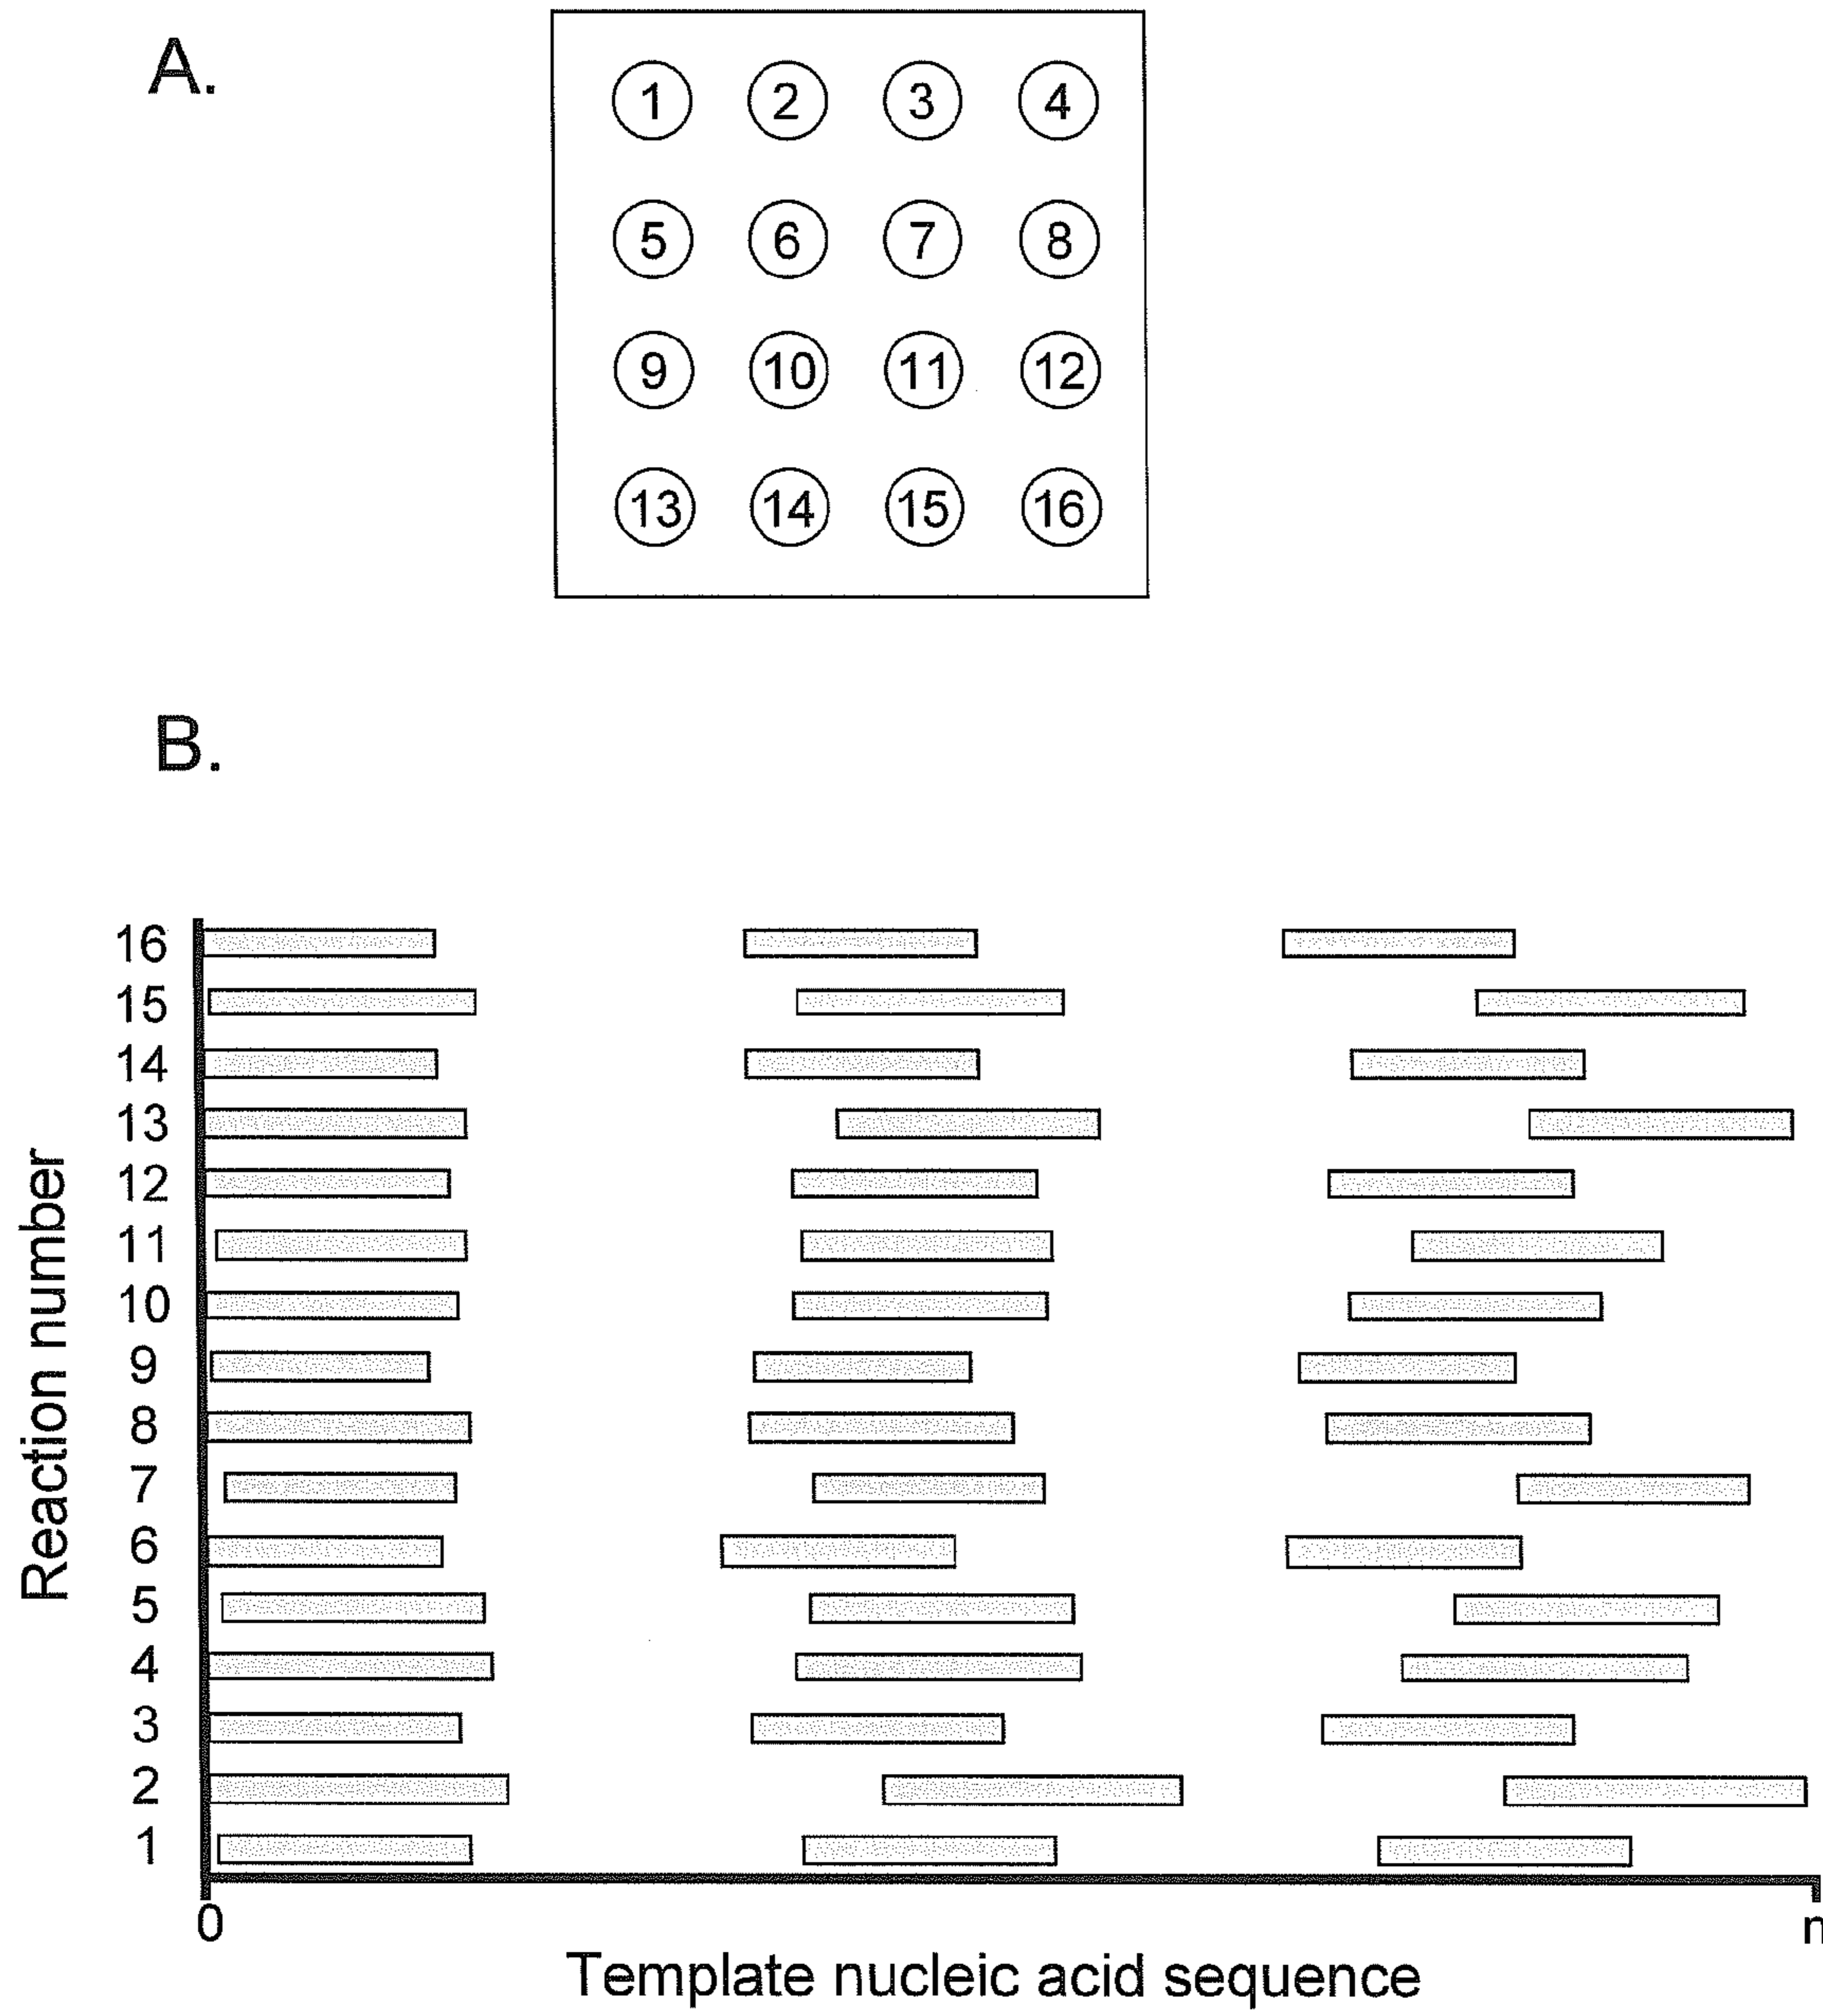 A.
1 2 3 4
5 6 7 8
9 10 11 12
13 14 15 16
B.
Reaction number
16
15
14
13
12
11
10
9
8
7
6
5
4
3
2
1
0 n
Template nucleic acid sequence